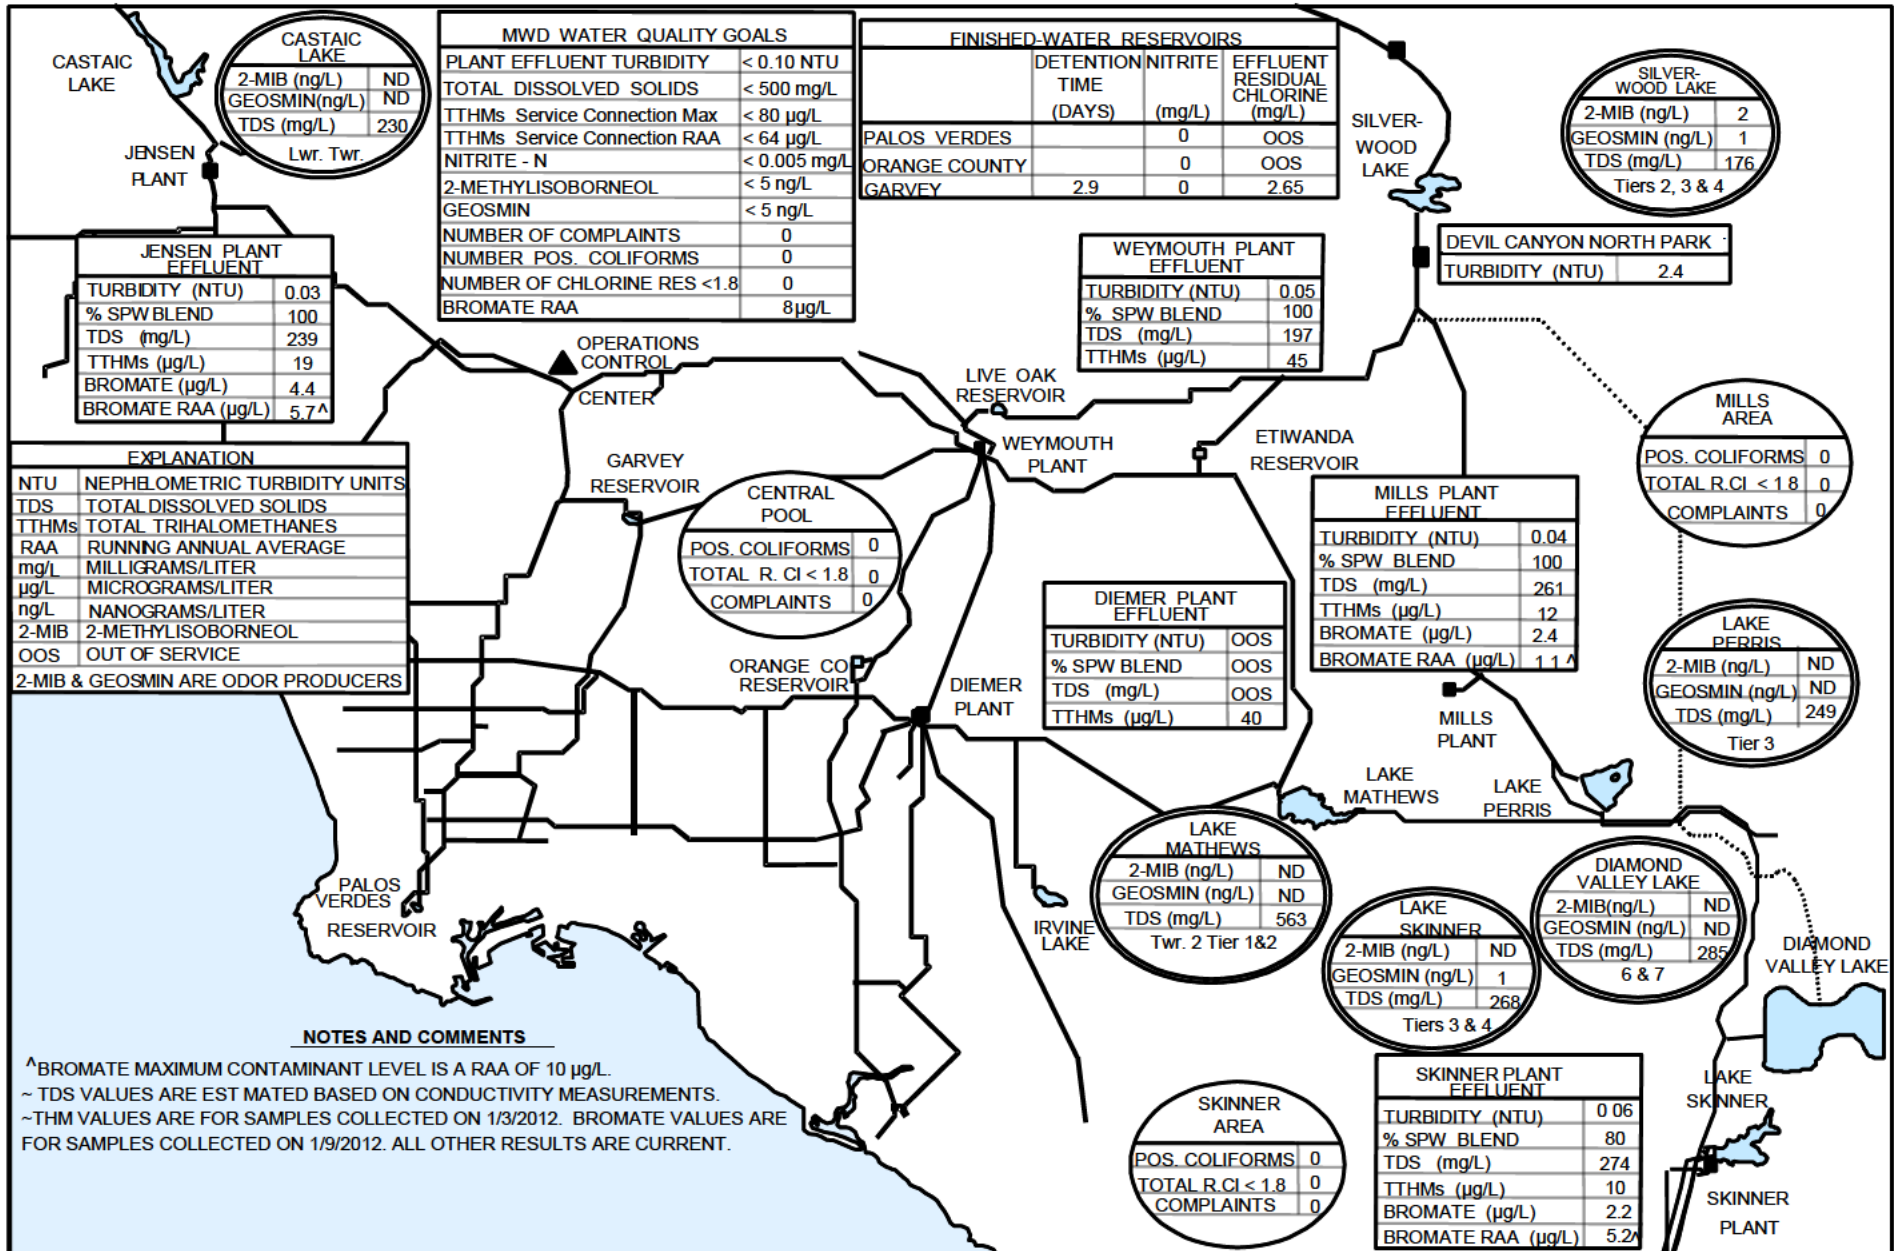 CASTAIC
LAKE
CASTAIC
LAKE
2-MIB (ng/L) ND
GEOSMIN(ng/L) ND
TDS (mg/L) 230
Lwr. Twr.
JENSEN
PLANT
MWD WATER QUALITY GOALS
PLANT EFFLUENT TURBIDITY < 0.10 NTU
TOTAL DISSOLVED SOLIDS < 500 mg/L
TTHMs Service Connection Max < 80 µg/L
TTHMs Service Connection RAA < 64 µg/L
NITRITE - N < 0.005 mg/L
2-METHYLISOBORNEOL < 5 ng/L
GEOSMIN < 5 ng/L
NUMBER OF COMPLAINTS 0
NUMBER POS. COLIFORMS 0
NUMBER OF CHLORINE RES <1.8 0
BROMATE RAA 8µg/L
FINISHED-WATER RESERVOIRS
DETENTION TIME (DAYS) NITRITE (mg/L) EFFLUENT RESIDUAL CHLORINE (mg/L)
PALOS VERDES 0 OOS
ORANGE COUNTY 0 OOS
GARVEY 2.9 0 2.65
SILVER-
WOOD
LAKE
SILVER-
WOOD LAKE
2-MIB (ng/L) 2
GEOSMIN (ng/L) 1
TDS (mg/L) 176
Tiers 2, 3 & 4
DEVIL CANYON NORTH PARK
TURBIDITY (NTU) 2.4
JENSEN PLANT
EFFLUENT
TURBIDITY (NTU) 0.03
% SPW BLEND 100
TDS (mg/L) 239
TTHMs (µg/L) 19
BROMATE (µg/L) 4.4
BROMATE RAA (µg/L) 5.7^
WEYMOUTH PLANT
EFFLUENT
TURBIDITY (NTU) 0.05
% SPW BLEND 100
TDS (mg/L) 197
TTHMs (µg/L) 45
OPERATIONS
CONTROL
CENTER
LIVE OAK
RESERVOIR
WEYMOUTH
PLANT
ETIWANDA
RESERVOIR
MILLS
AREA
POS. COLIFORMS 0
TOTAL R.CI < 1 8 0
COMPLAINTS 0
EXPLANATION
NTU NEPHELOMETRIC TURBIDITY UNITS
TDS TOTAL DISSOLVED SOLIDS
TTHMs TOTAL TRIHALOMETHANES
RAA RUNNING ANNUAL AVERAGE
mg/L MILLIGRAMS/LITER
µg/L MICROGRAMS/LITER
ng/L NANOGRAMS/LITER
2-MIB 2-METHYLISOBORNEOL
OOS OUT OF SERVICE
2-MIB & GEOSMIN ARE ODOR PRODUCERS
GARVEY
RESERVOIR
CENTRAL
POOL
POS. COLIFORMS 0
TOTAL R. CI < 1.8 0
COMPLAINTS 0
MILLS PLANT
EFFLUENT
TURBIDITY (NTU) 0.04
% SPW BLEND 100
TDS (mg/L) 261
TTHMs (µg/L) 12
BROMATE (µg/L) 2.4
BROMATE RAA (µg/L) 1 1 ^
DIEMER PLANT
EFFLUENT
TURBIDITY (NTU) OOS
% SPW BLEND OOS
TDS (mg/L) OOS
TTHMs (µg/L) 40
LAKE
PERRIS
2-MIB (ng/L) ND
GEOSMIN (ng/L) ND
TDS (mg/L) 249
Tier 3
ORANGE CO
RESERVOIR
DIEMER
PLANT
MILLS
PLANT
LAKE
MATHEWS
LAKE
PERRIS
LAKE
MATHEWS
2-MIB (ng/L) ND
GEOSMIN (ng/L) ND
TDS (mg/L) 563
Twr. 2 Tier 1&2
DIAMOND
VALLEY LAKE
2-MIB(ng/L) ND
GEOSMIN (ng/L) ND
TDS (mg/L) 285
6 & 7
PALOS
VERDES
RESERVOIR
IRVINE
LAKE
LAKE
SKINNER
2-MIB (ng/L) ND
GEOSMIN (ng/L) 1
TDS (mg/L) 268
Tiers 3 & 4
DIAMOND
VALLEY LAKE
NOTES AND COMMENTS
^BROMATE MAXIMUM CONTAMINANT LEVEL IS A RAA OF 10 µg/L.
~ TDS VALUES ARE EST MATED BASED ON CONDUCTIVITY MEASUREMENTS.
~THM VALUES ARE FOR SAMPLES COLLECTED ON 1/3/2012. BROMATE VALUES ARE
FOR SAMPLES COLLECTED ON 1/9/2012. ALL OTHER RESULTS ARE CURRENT.
SKINNER
AREA
POS. COLIFORMS 0
TOTAL R.CI < 1.8 0
COMPLAINTS 0
SKINNER PLANT
EFFLUENT
TURBIDITY (NTU) 0 06
% SPW BLEND 80
TDS (mg/L) 274
TTHMs (µg/L) 10
BROMATE (µg/L) 2.2
BROMATE RAA (µg/L) 5.2^
LAKE
SKINNER
SKINNER
PLANT